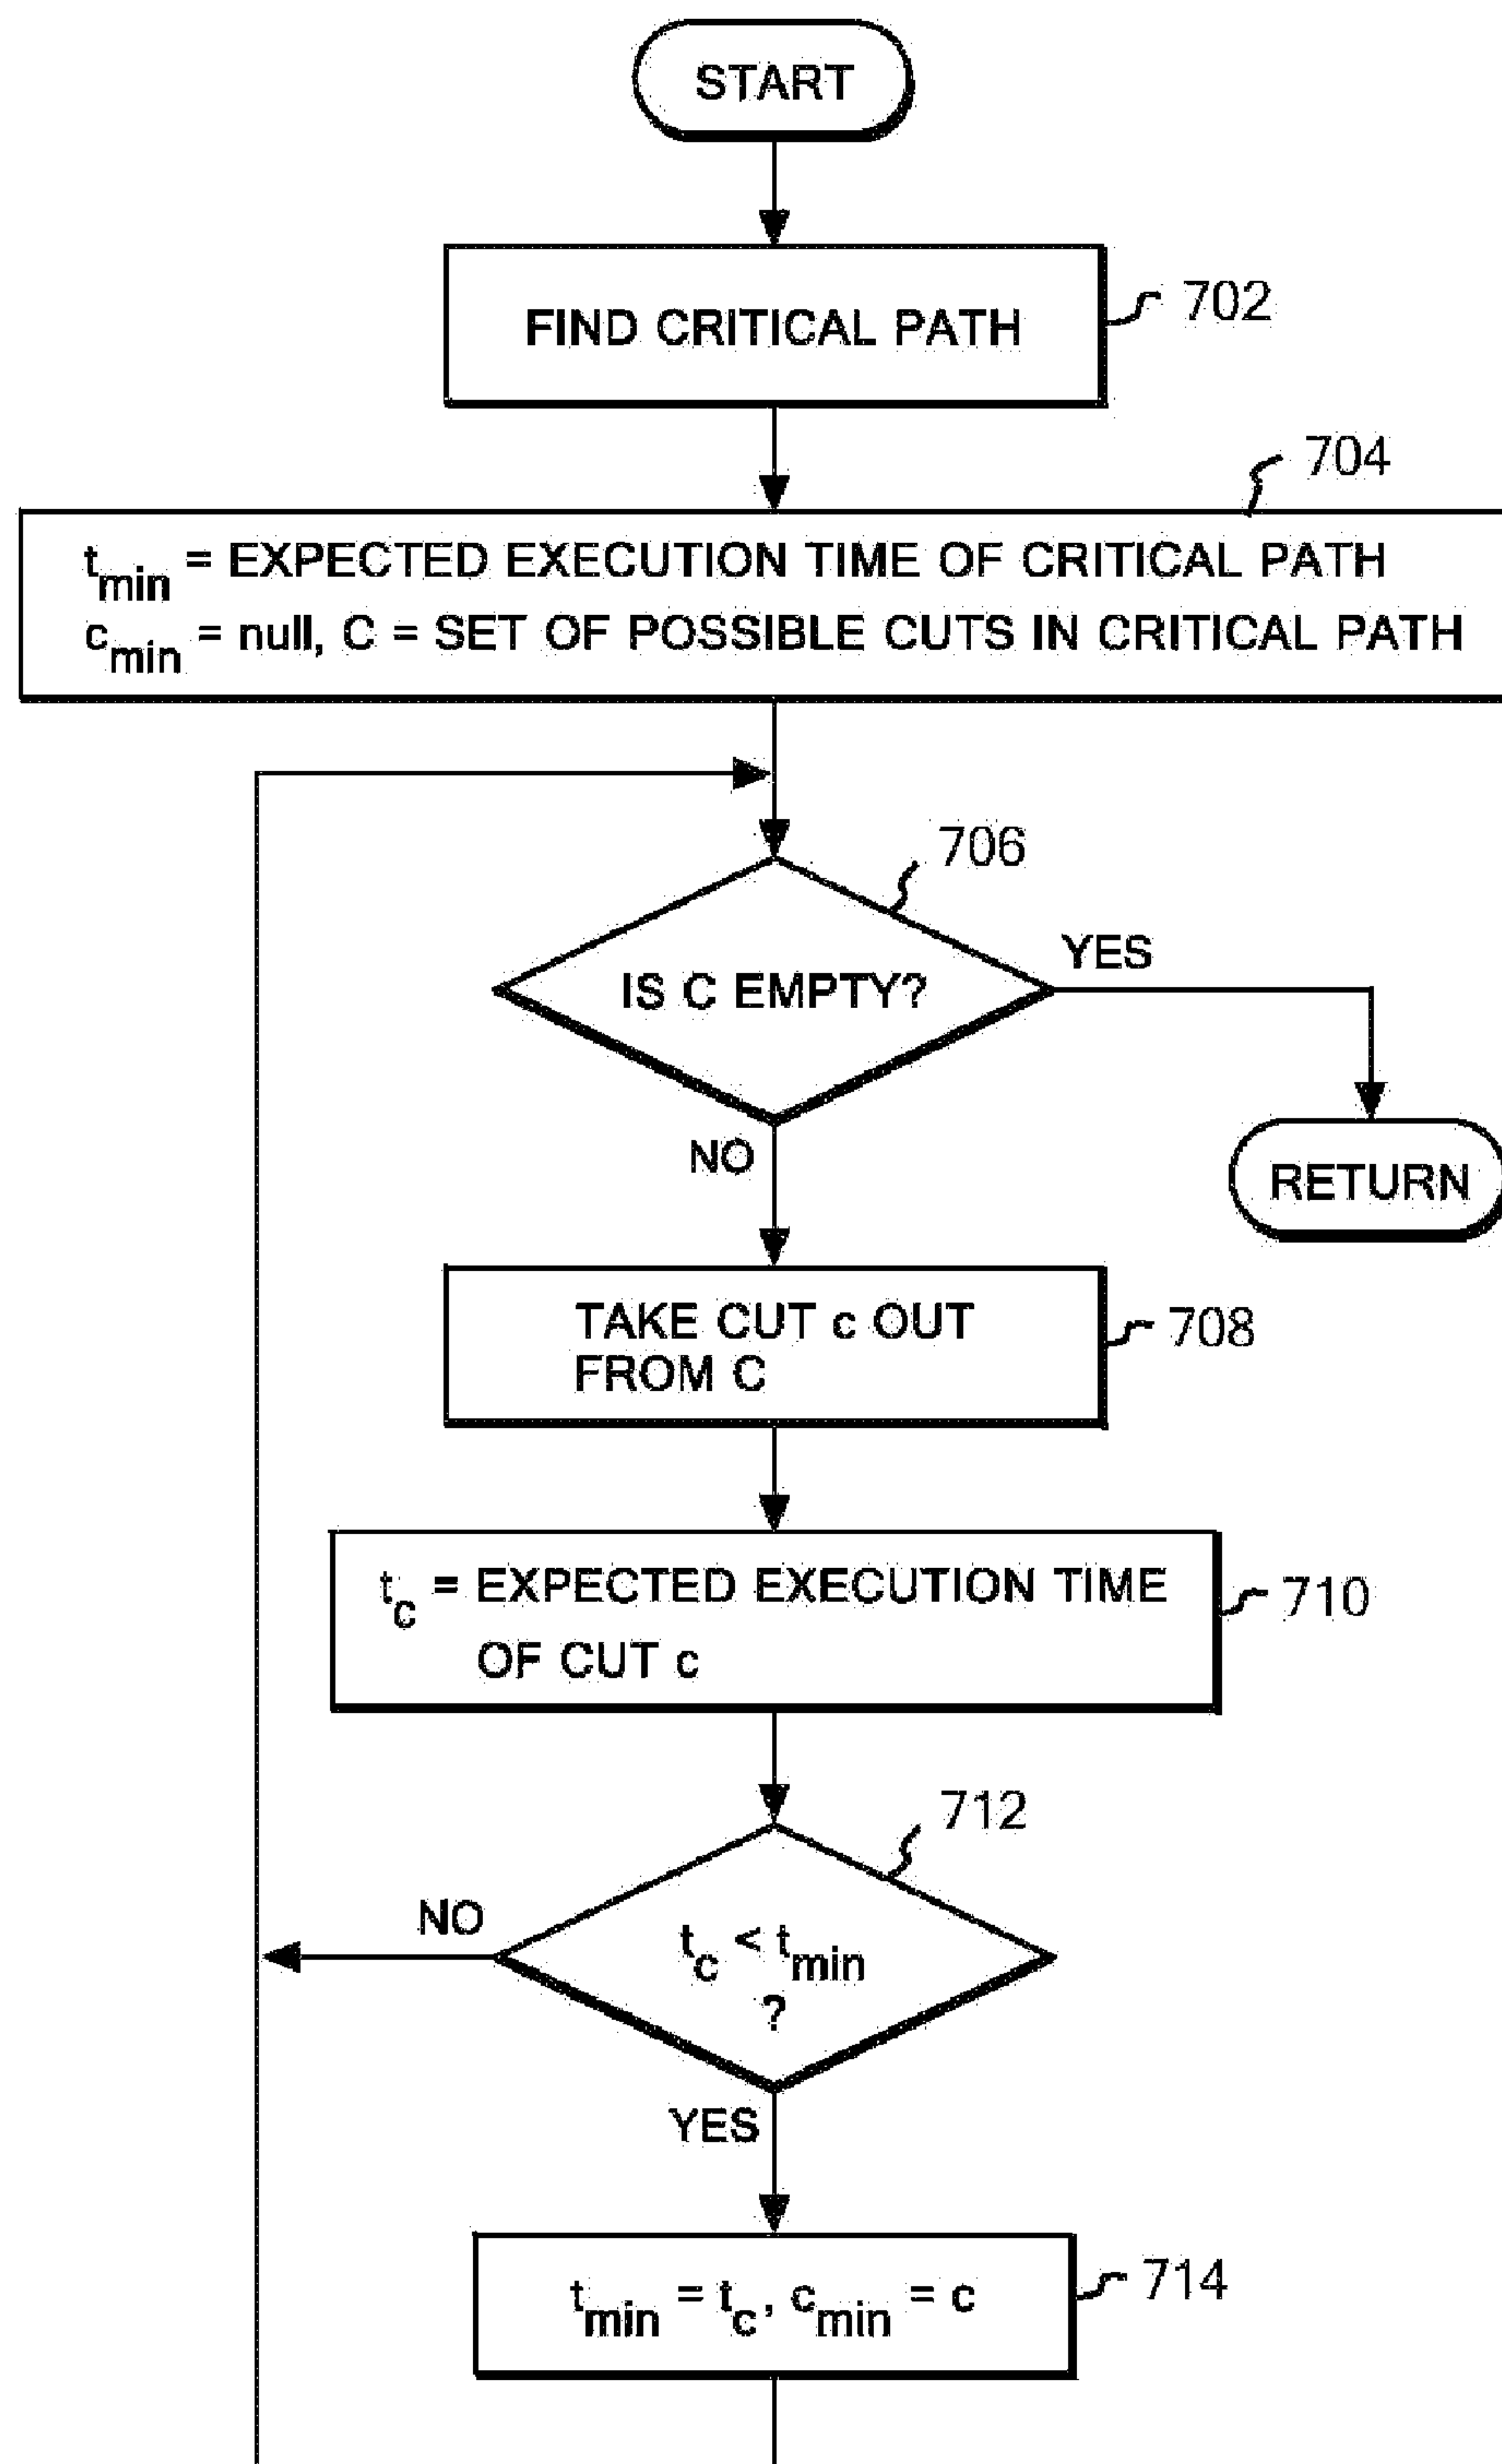 START
FIND CRITICAL PATH
702
704
t_min = EXPECTED EXECUTION TIME OF CRITICAL PATH
c_min = null, C = SET OF POSSIBLE CUTS IN CRITICAL PATH
706
IS C EMPTY?
YES
NO
RETURN
TAKE CUT c OUT
FROM C
708
t_c = EXPECTED EXECUTION TIME
OF CUT c
710
712
NO
t_c < t_min
?
YES
t_min = t_c, c_min = c
714